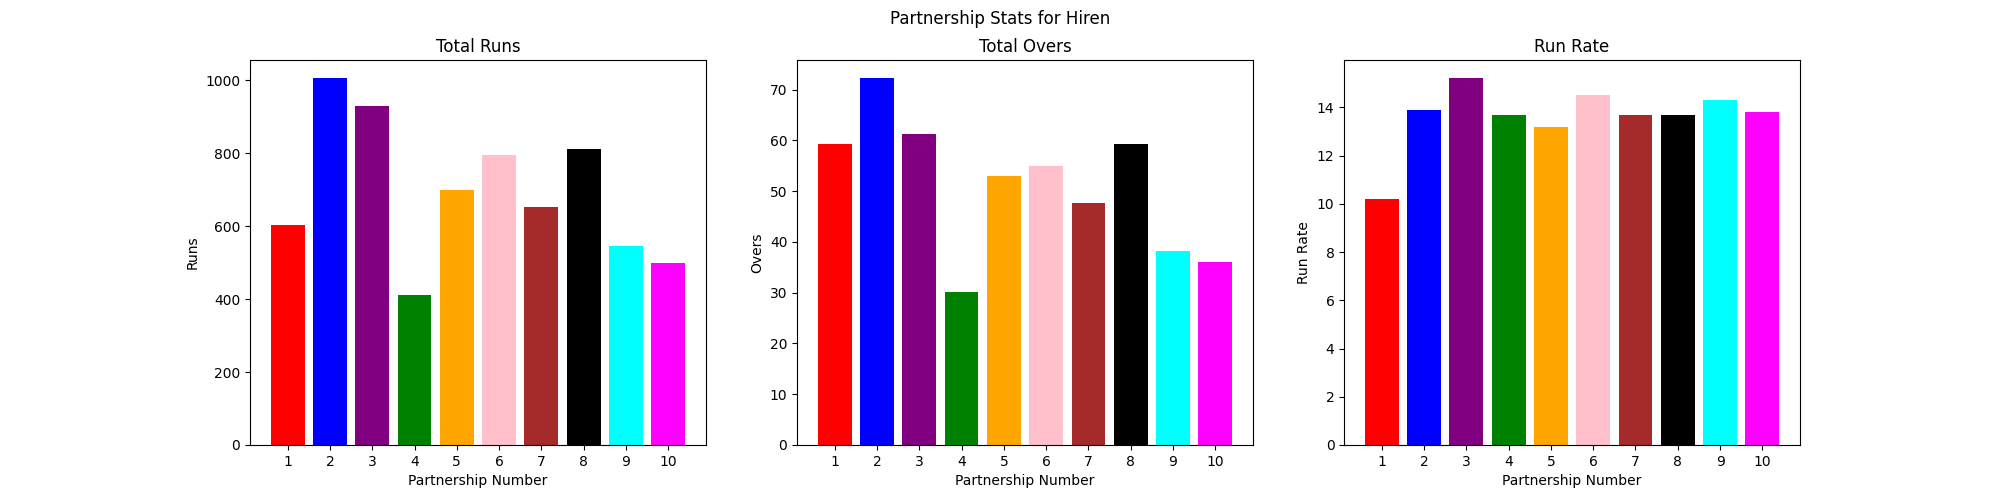 Partnership Stats for Hiren
Total Runs
Runs
1000
800
600
400
200
0
1 2 3 4 5 6 7 8 9 10
Partnership Number
Total Overs
Overs
70
60
50
40
30
20
10
0
1 2 3 4 5 6 7 8 9 10
Partnership Number
Run Rate
Run Rate
14
12
10
8
6
4
2
0
1 2 3 4 5 6 7 8 9 10
Partnership Number